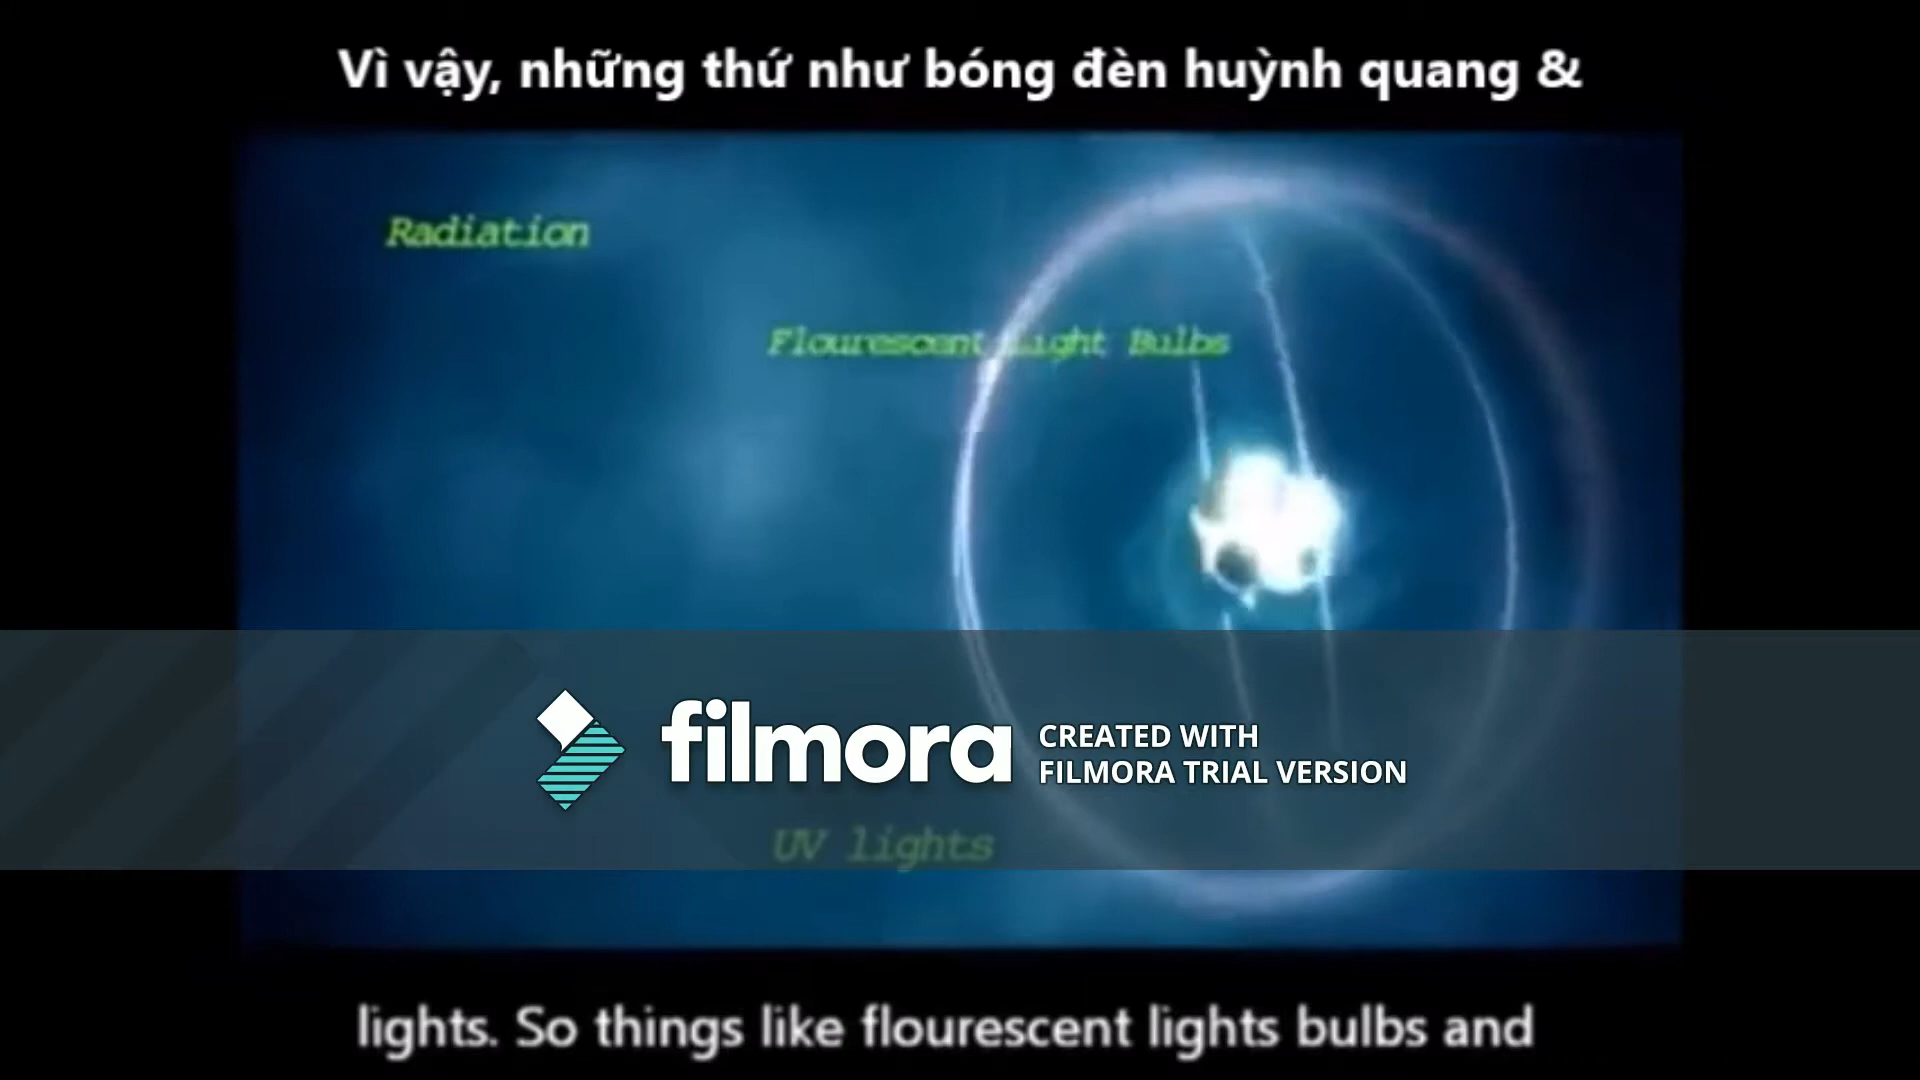 Vì vậy, những thứ như bóng đèn huỳnh quang &
Radiation
Flourescent Light Bulbs
filmora
CREATED WITH
FILMORA TRIAL VERSION
UV lights
lights. So things like flourescent lights bulbs and